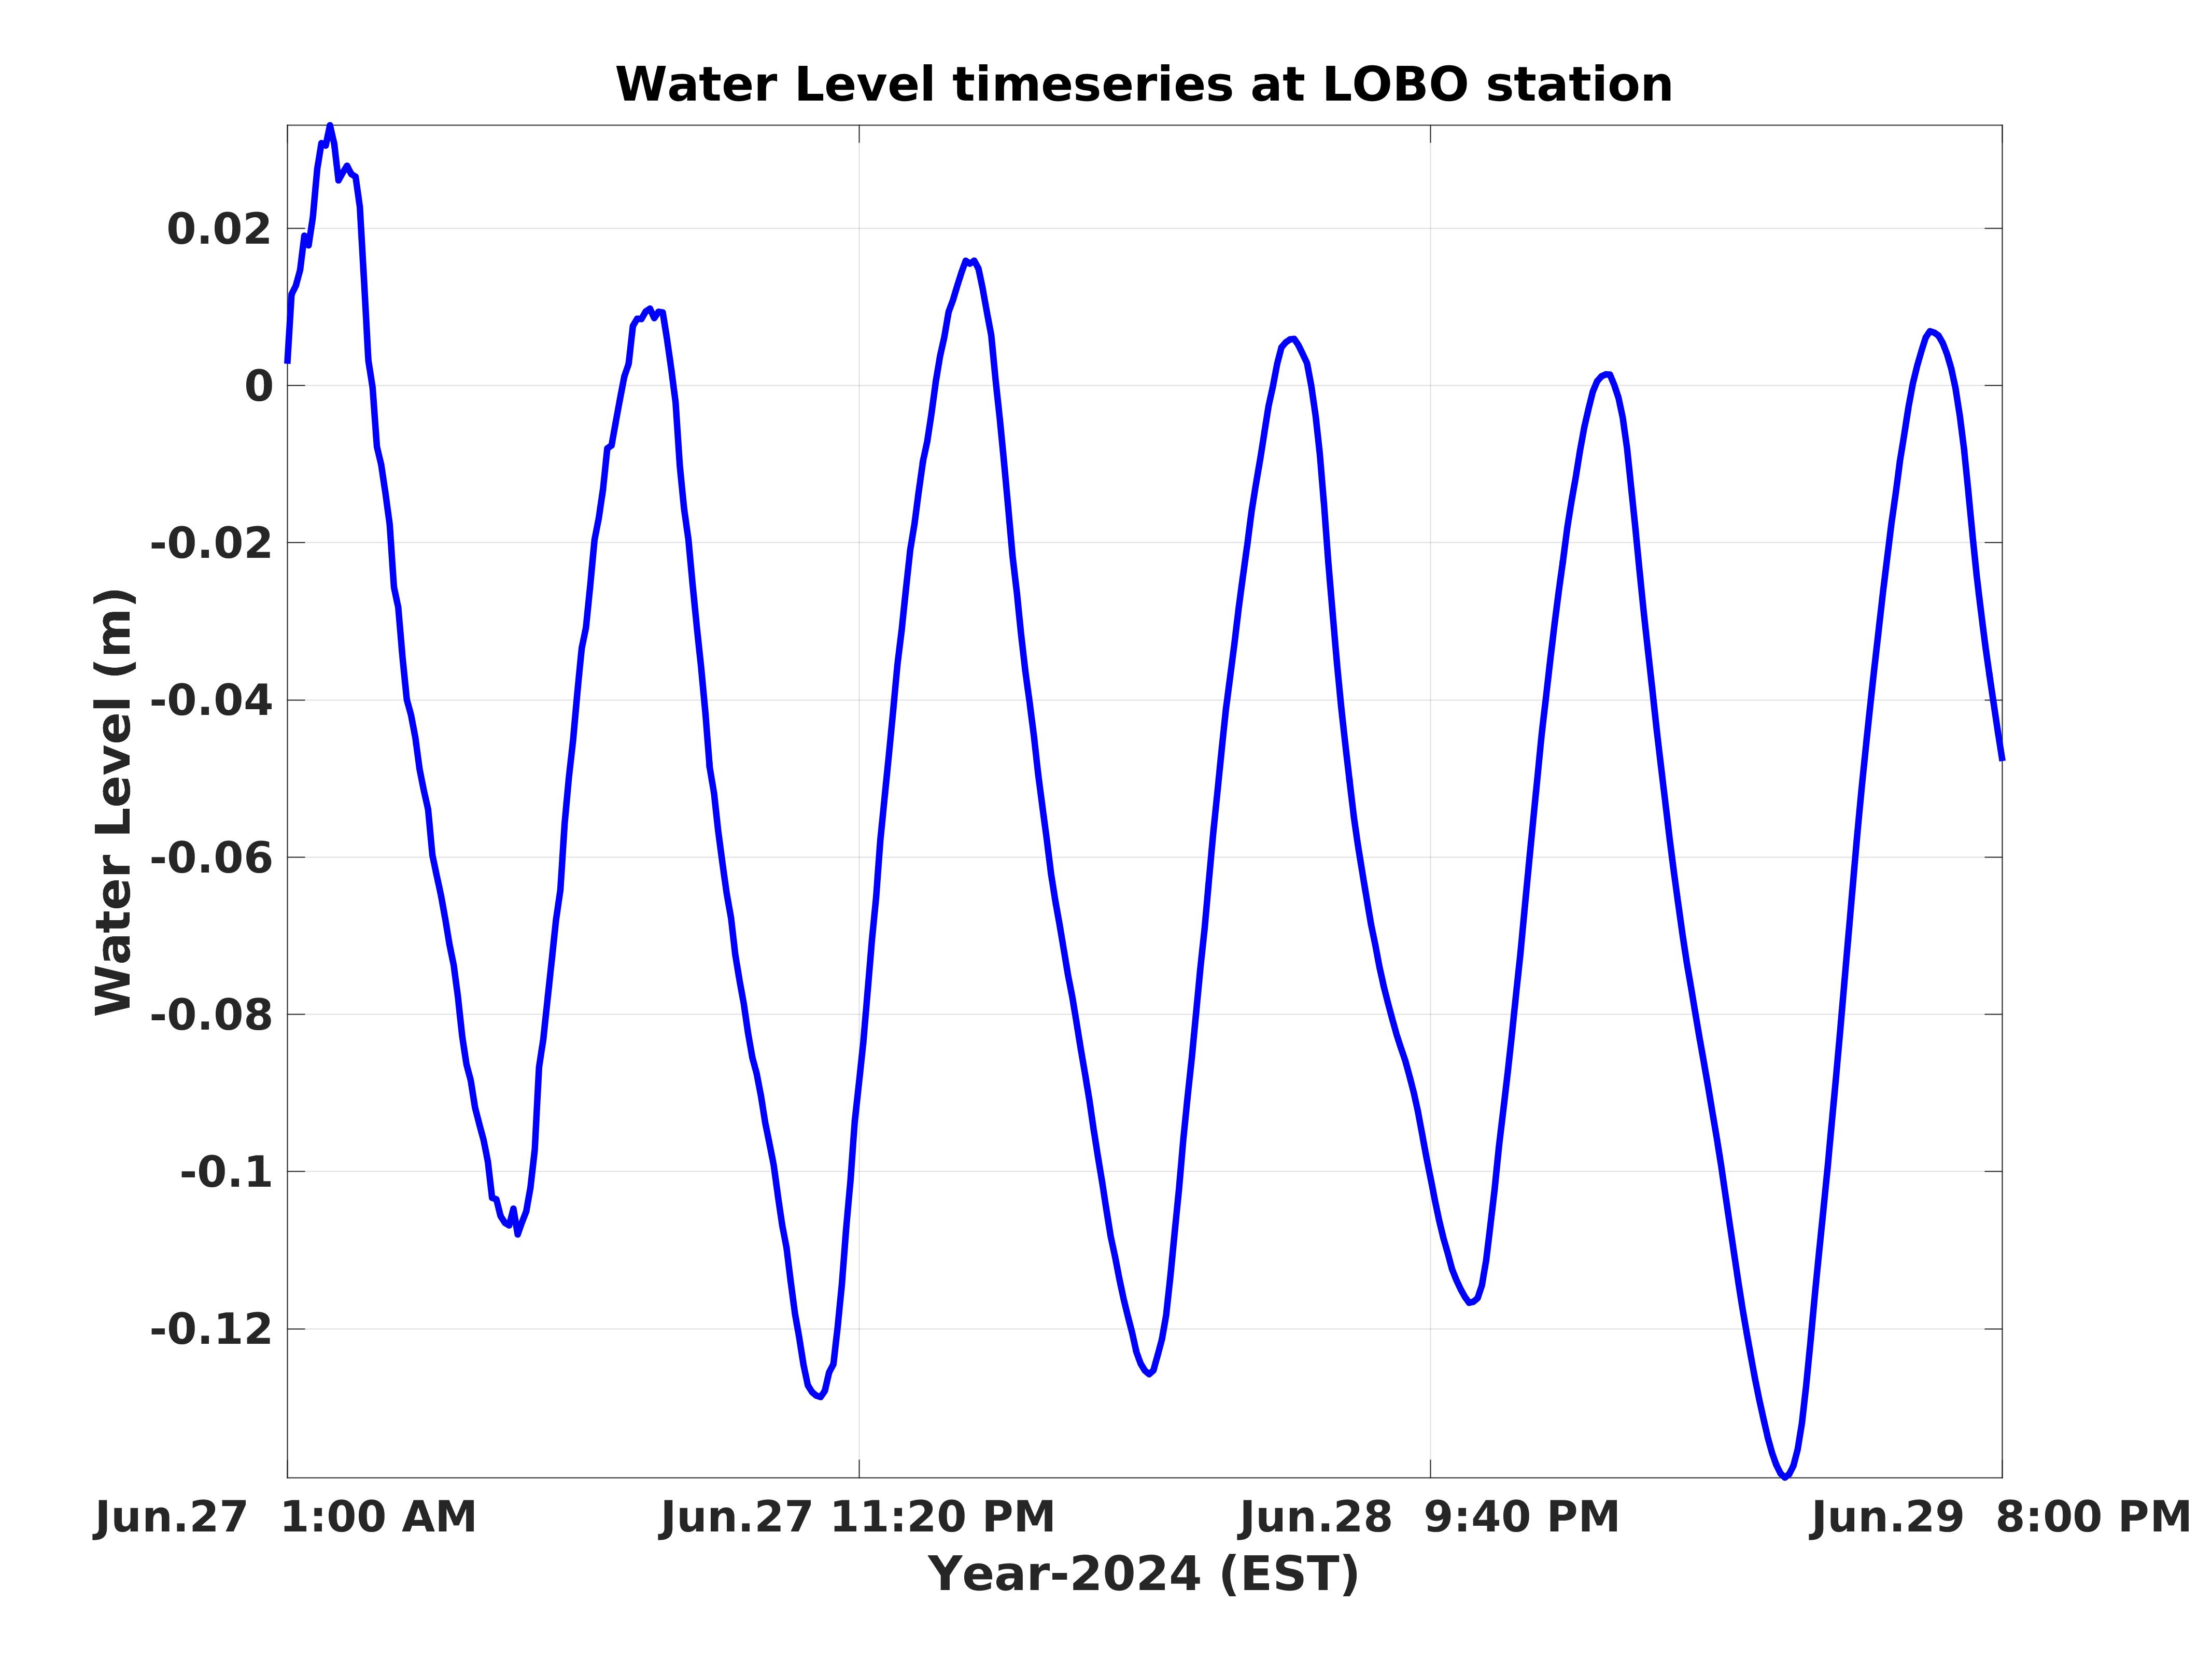 Water Level timeseries at LOBO station
0.02
0
-0.02
-0.04
-0.06
-0.08
-0.1
-0.12
Water Level (m)
Jun.27  1:00 AM
Jun.27 11:20 PM
Jun.28  9:40 PM
Jun.29  8:00 PM
Year-2024 (EST)